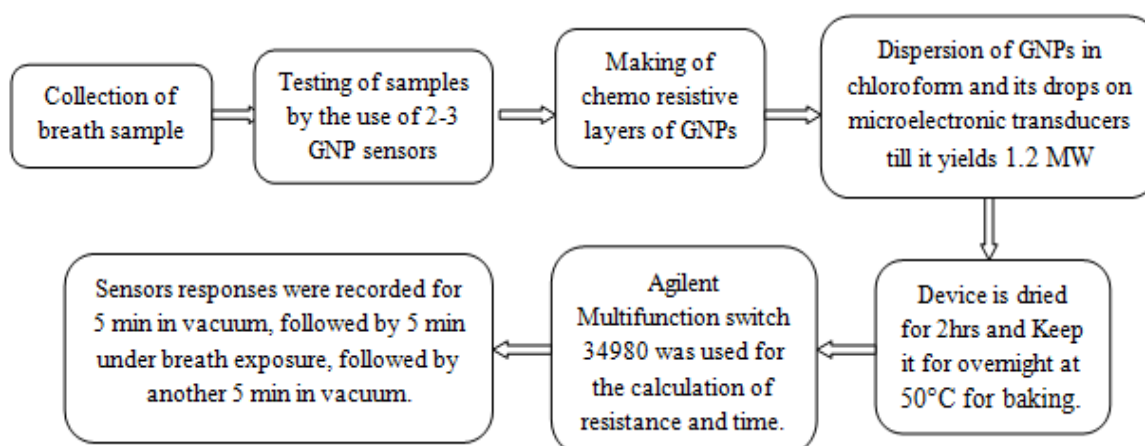 Collection of
breath sample
Testing of samples
by the use of 2-3
GNP sensors
Making of
chemo resistive
layers of GNPs
Dispersion of GNPs in
chloroform and its drops on
microelectronic transducers
till it yields 1.2 MW
Device is dried
for 2hrs and Keep
it for overnight at
50°C for baking.
Agilent
Multifunction switch
34980 was used for
the calculation of
resistance and time.
Sensors responses were recorded for
5 min in vacuum, followed by 5 min
under breath exposure, followed by
another 5 min in vacuum.